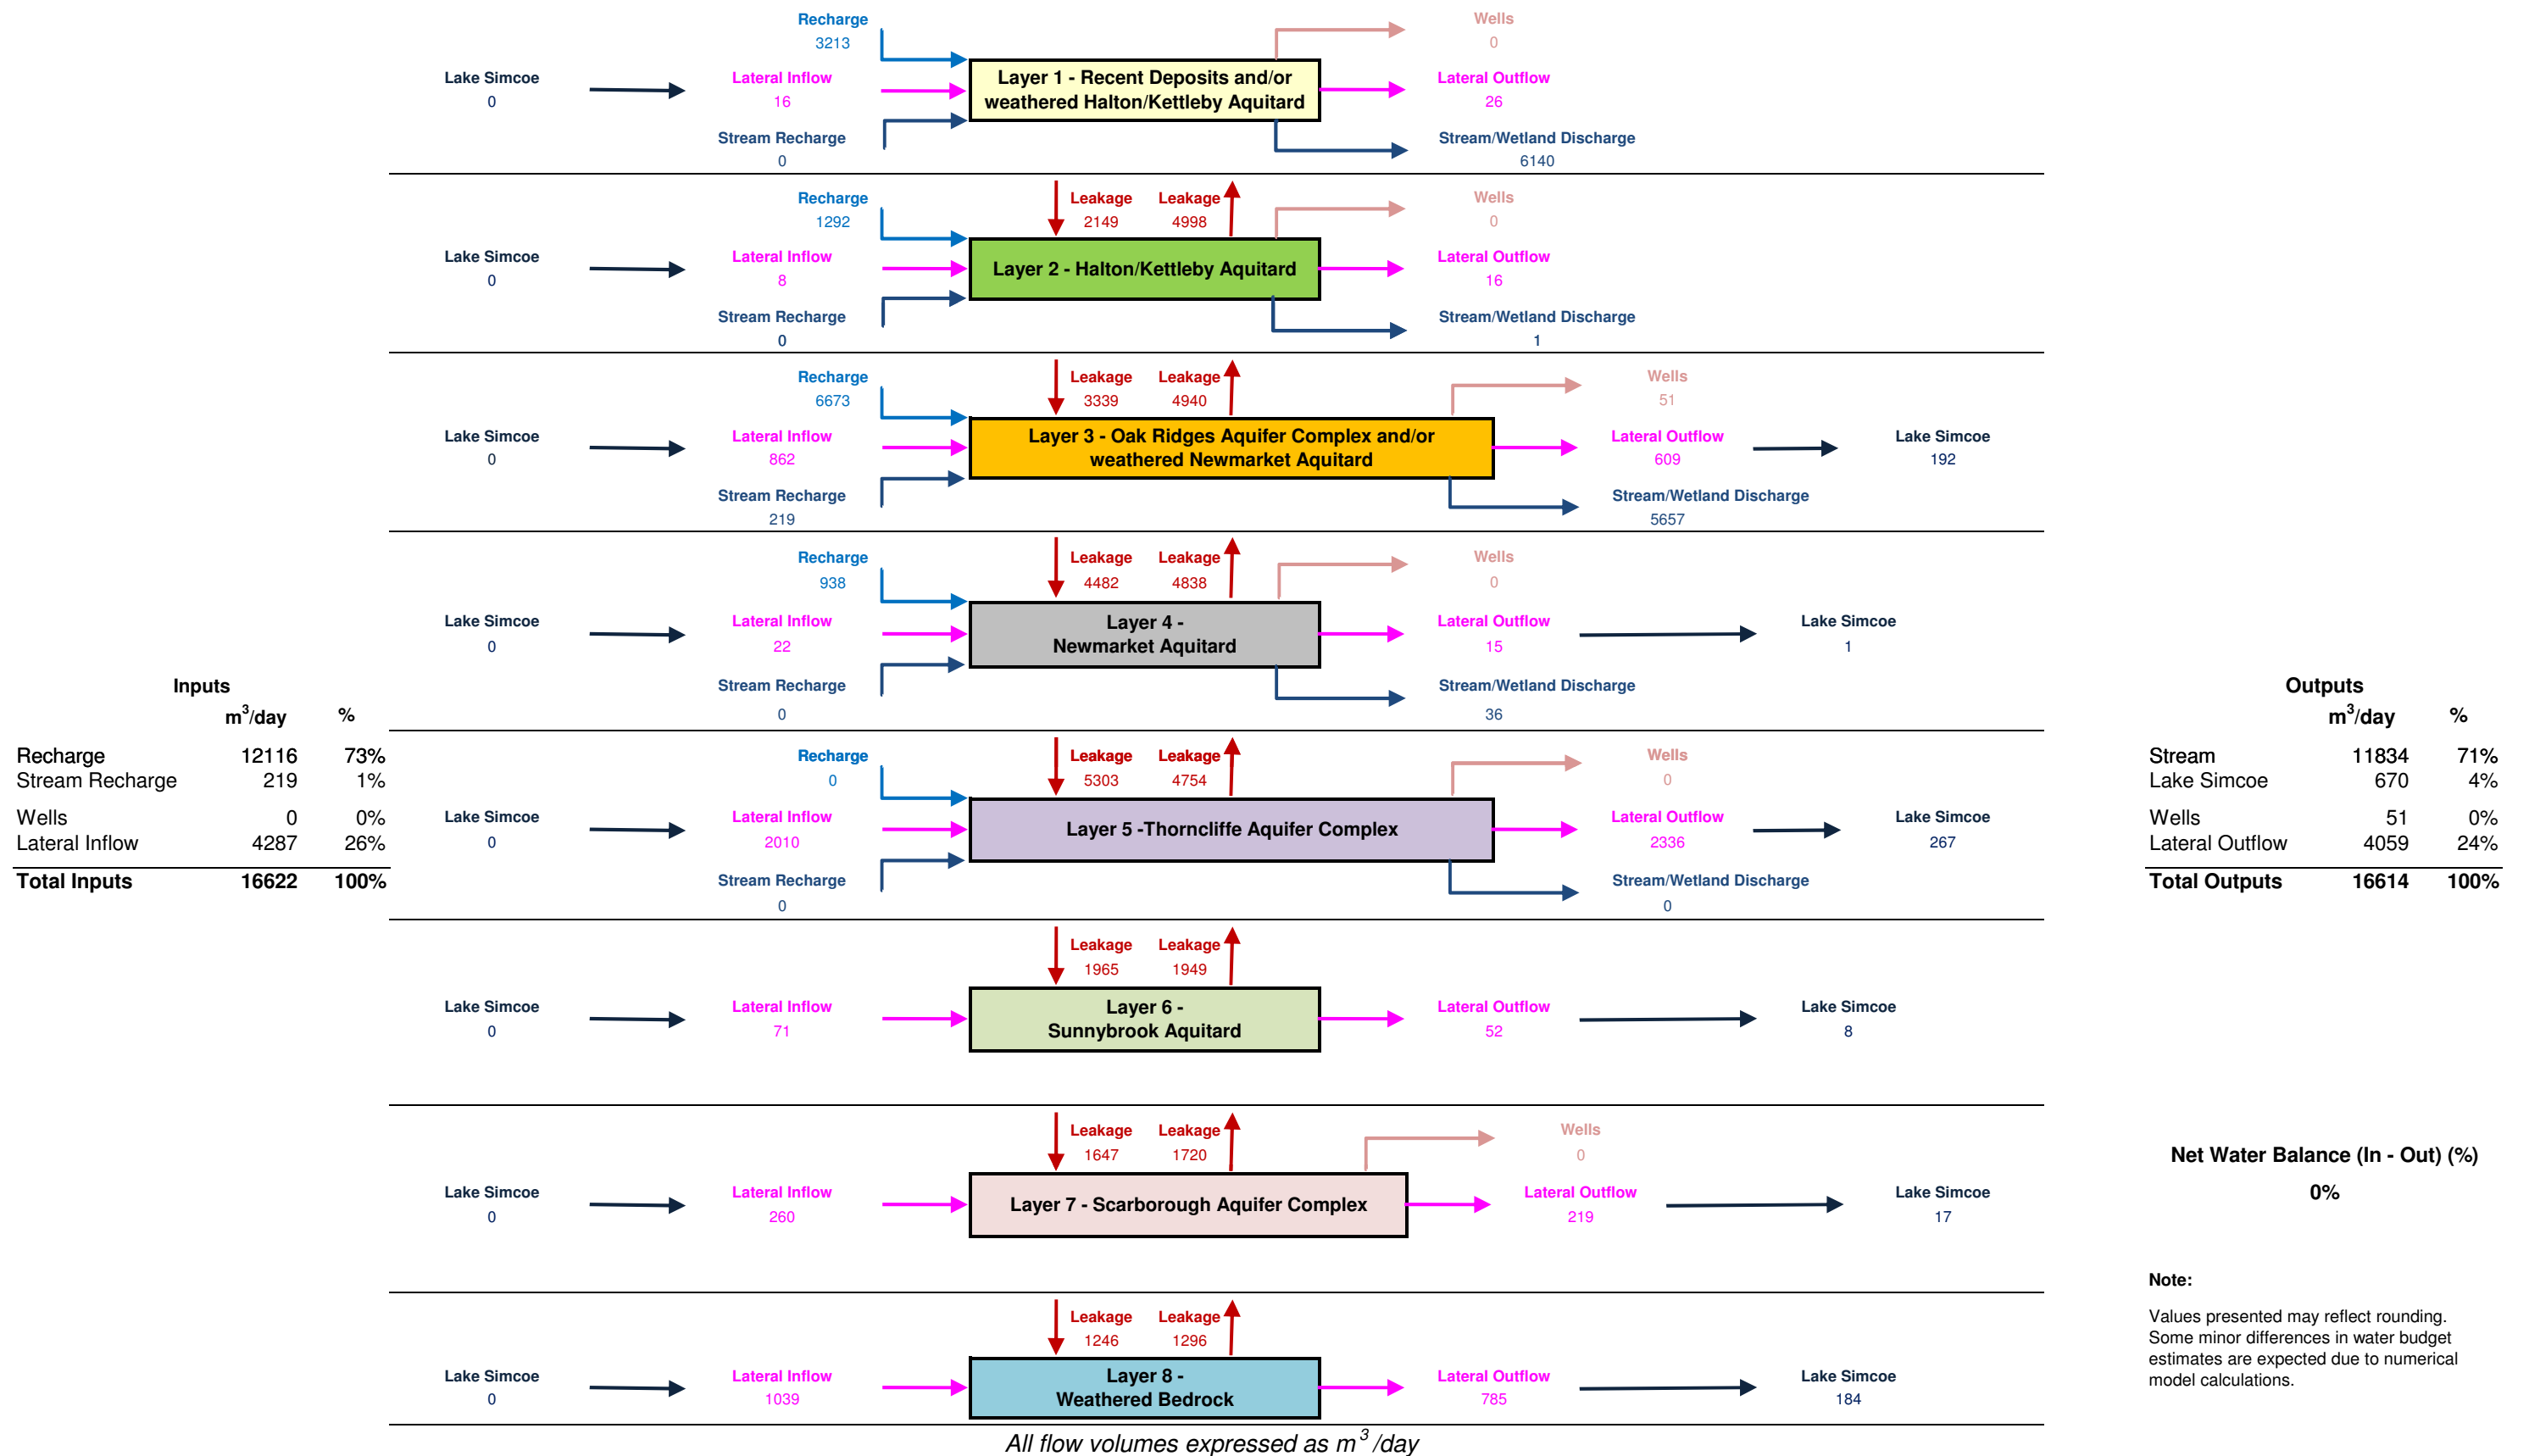 Recharge
3213
Wells
0
Lake Simcoe
0
Lateral Inflow
16
Layer 1 - Recent Deposits and/or
weathered Halton/Kettleby Aquitard
Lateral Outflow
26
Stream Recharge
0
Stream/Wetland Discharge
6140
Recharge
1292
Leakage
2149
Leakage
4998
Wells
0
Lake Simcoe
0
Lateral Inflow
8
Layer 2 - Halton/Kettleby Aquitard
Lateral Outflow
16
Stream Recharge
0
Stream/Wetland Discharge
1
Recharge
6673
Leakage
3339
Leakage
4940
Wells
51
Lake Simcoe
0
Lateral Inflow
862
Layer 3 - Oak Ridges Aquifer Complex and/or
weathered Newmarket Aquitard
Lateral Outflow
609
Lake Simcoe
192
Stream Recharge
219
Stream/Wetland Discharge
5657
Recharge
938
Leakage
4482
Leakage
4838
Wells
0
Lake Simcoe
0
Lateral Inflow
22
Layer 4 -
Newmarket Aquitard
Lateral Outflow
15
Lake Simcoe
1
Stream Recharge
0
Stream/Wetland Discharge
36
Inputs
m³/day %
Recharge 12116 73%
Stream Recharge 219 1%
Wells 0 0%
Lateral Inflow 4287 26%
Total Inputs 16622 100%
Recharge
0
Leakage
5303
Leakage
4754
Wells
0
Lake Simcoe
0
Lateral Inflow
2010
Layer 5 -Thorncliffe Aquifer Complex
Lateral Outflow
2336
Lake Simcoe
267
Stream Recharge
0
Stream/Wetland Discharge
0
Outputs
m³/day %
Stream 11834 71%
Lake Simcoe 670 4%
Wells 51 0%
Lateral Outflow 4059 24%
Total Outputs 16614 100%
Leakage
1965
Leakage
1949
Lake Simcoe
0
Lateral Inflow
71
Layer 6 -
Sunnybrook Aquitard
Lateral Outflow
52
Lake Simcoe
8
Leakage
1647
Leakage
1720
Wells
0
Lake Simcoe
0
Lateral Inflow
260
Layer 7 - Scarborough Aquifer Complex
Lateral Outflow
219
Lake Simcoe
17
Net Water Balance (In - Out) (%)
0%
Leakage
1246
Leakage
1296
Lake Simcoe
0
Lateral Inflow
1039
Layer 8 -
Weathered Bedrock
Lateral Outflow
785
Lake Simcoe
184
Note:
Values presented may reflect rounding.
Some minor differences in water budget
estimates are expected due to numerical
model calculations.
All flow volumes expressed as m³/day